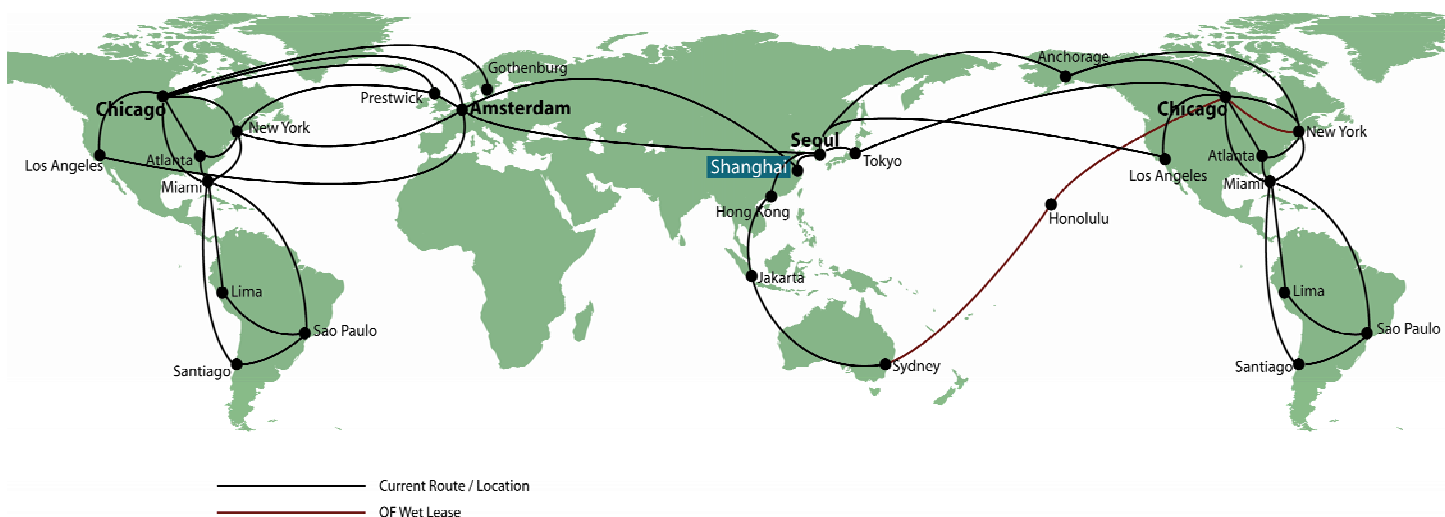 Anchorage
Gothenburg
Prestwick
Chicago
Amsterdam
Chicago
New York
New York
Seoul
Los Angeles
Atlanta
Shanghai
Tokyo
Atlanta
Los Angeles
Miami
Miami
Hong Kong
Honolulu
Jakarta
Lima
Lima
Sao Paulo
Sao Paulo
Santiago
Sydney
Santiago
Current Route / Location
OF Wet Lease